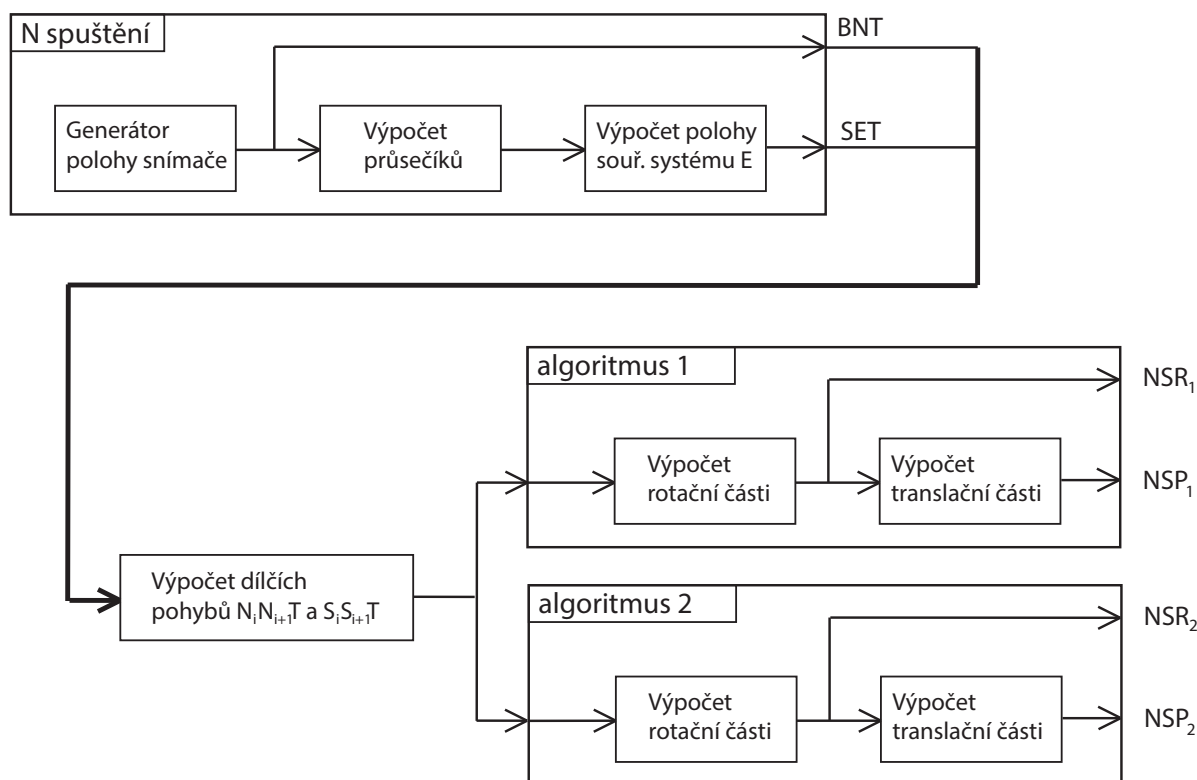 N spuštění
BNT
Generátor
polohy snímače
Výpočet
průsečíků
Výpočet polohy
souř. systému E
SET
algoritmus 1
NSR₁
Výpočet
rotační části
Výpočet
translační části
NSP₁
Výpočet dílčích
pohybů NᵢNᵢ₊₁T a SᵢSᵢ₊₁T
algoritmus 2
NSR₂
Výpočet
rotační části
Výpočet
translační části
NSP₂